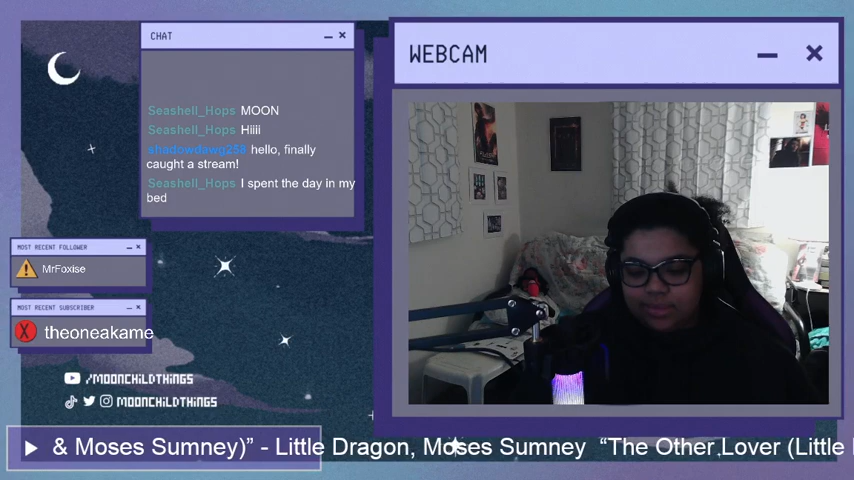 CHAT
WEBCAM
Seashell_Hops MOON
Seashell_Hops Hiiii
shadowdawg258 hello, finally
caught a stream!
Seashell_Hops I spent the day in my
bed
MOST RECENT FOLLOWER
MrFoxise
MOST RECENT SUBSCRIBER
theoneakame
/MOONCHILDTHINGS
MOONCHILDTHINGS
& Moses Sumney)” - Little Dragon, Moses Sumney “The Other Lover (Little